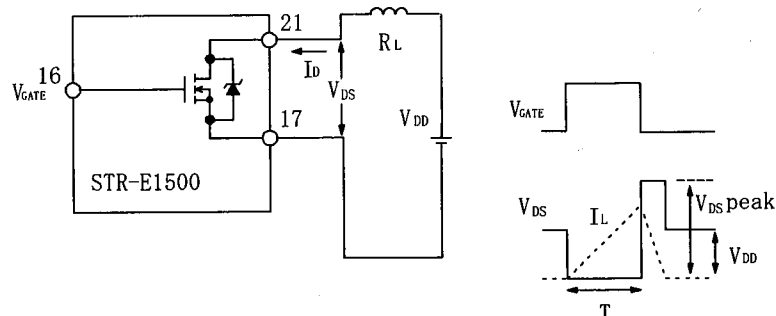 21
RL
ID
16
VGATE
VDS
VDD
17
STR-E1500
VGATE
VDS
IL
VDS peak
VDD
T